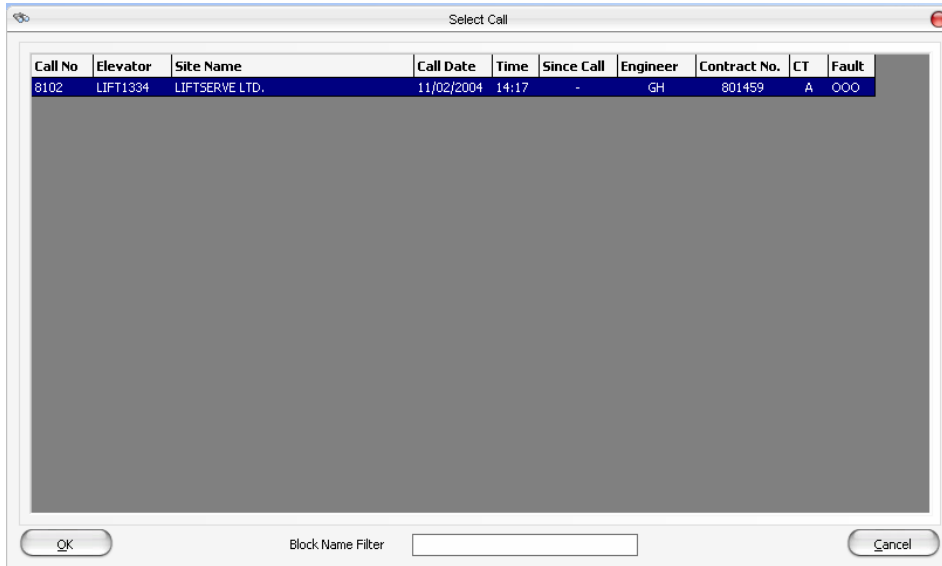 Select Call
Call No Elevator Site Name Call Date Time Since Call Engineer Contract No. CT Fault
8102 LIFT1334 LIFTSERVE LTD. 11/02/2004 14:17 - GH 801459 A OOO
OK Block Name Filter Cancel